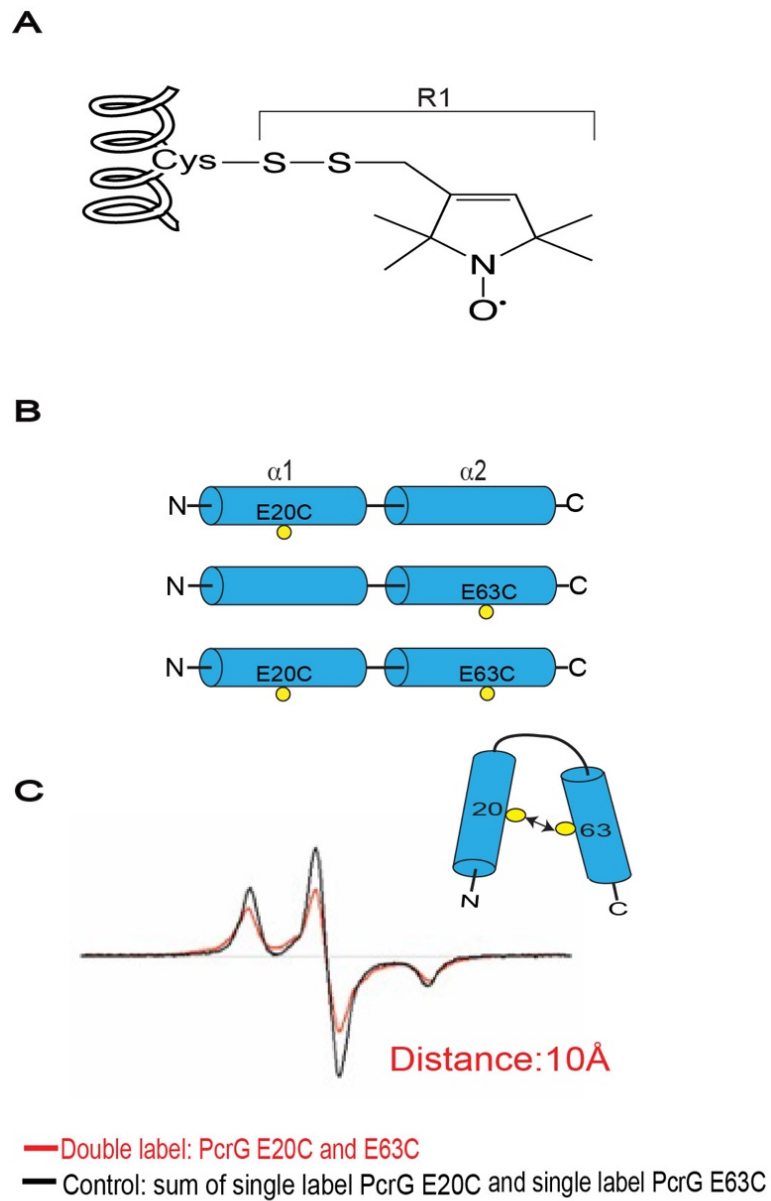 A
R1
Cys
S
S
N
O•
B
α1
α2
N
E20C
C
N
E63C
C
N
E20C
E63C
C
C
20
63
N
C
Distance:10Å
Double label: PcrG E20C and E63C
Control: sum of single label PcrG E20C and single label PcrG E63C